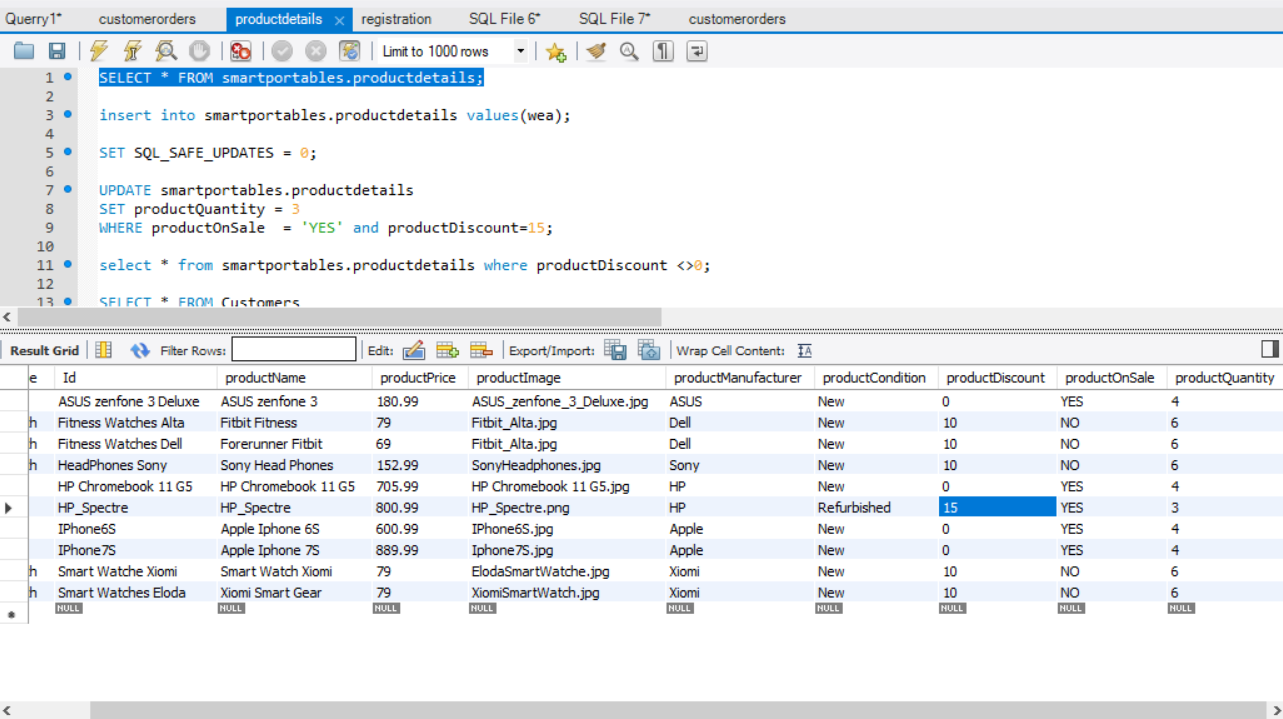 Querry1* customerorders productdetails × registration SQL File 6* SQL File 7* customerorders
Limit to 1000 rows
1 SELECT * FROM smartportables.productdetails;
2
3 insert into smartportables.productdetails values(wea);
4
5 SET SQL_SAFE_UPDATES = 0;
6
7 UPDATE smartportables.productdetails
8 SET productQuantity = 3
9 WHERE productOnSale = 'YES' and productDiscount=15;
10
11 select * from smartportables.productdetails where productDiscount <>0;
12
13 SELECT * FROM Customers
Result Grid Filter Rows: Edit: Export/Import: Wrap Cell Content: IA
e Id productName productPrice productImage productManufacturer productCondition productDiscount productOnSale productQuantity
ASUS zenfone 3 Deluxe ASUS zenfone 3 180.99 ASUS_zenfone_3_Deluxe.jpg ASUS New 0 YES 4
h Fitness Watches Alta Fitbit Fitness 79 Fitbit_Alta.jpg Dell New 10 NO 6
h Fitness Watches Dell Forerunner Fitbit 69 Fitbit_Alta.jpg Dell New 10 NO 6
h HeadPhones Sony Sony Head Phones 152.99 SonyHeadphones.jpg Sony New 10 NO 6
HP Chromebook 11 G5 HP Chromebook 11 G5 705.99 HP Chromebook 11 G5.jpg HP New 0 YES 4
HP_Spectre HP_Spectre 800.99 HP_Spectre.png HP Refurbished 15 YES 3
IPhone6S Apple Iphone 6S 600.99 IPhone6S.jpg Apple New 0 YES 4
IPhone7S Apple Iphone 7S 889.99 Iphone7S.jpg Apple New 0 YES 4
h Smart Watche Xiomi Smart Watch Xiomi 79 ElodaSmartWatche.jpg Xiomi New 10 NO 6
h Smart Watches Eloda Xiomi Smart Gear 79 XiomiSmartWatch.jpg Xiomi New 10 NO 6
NULL NULL NULL NULL NULL NULL NULL NULL NULL